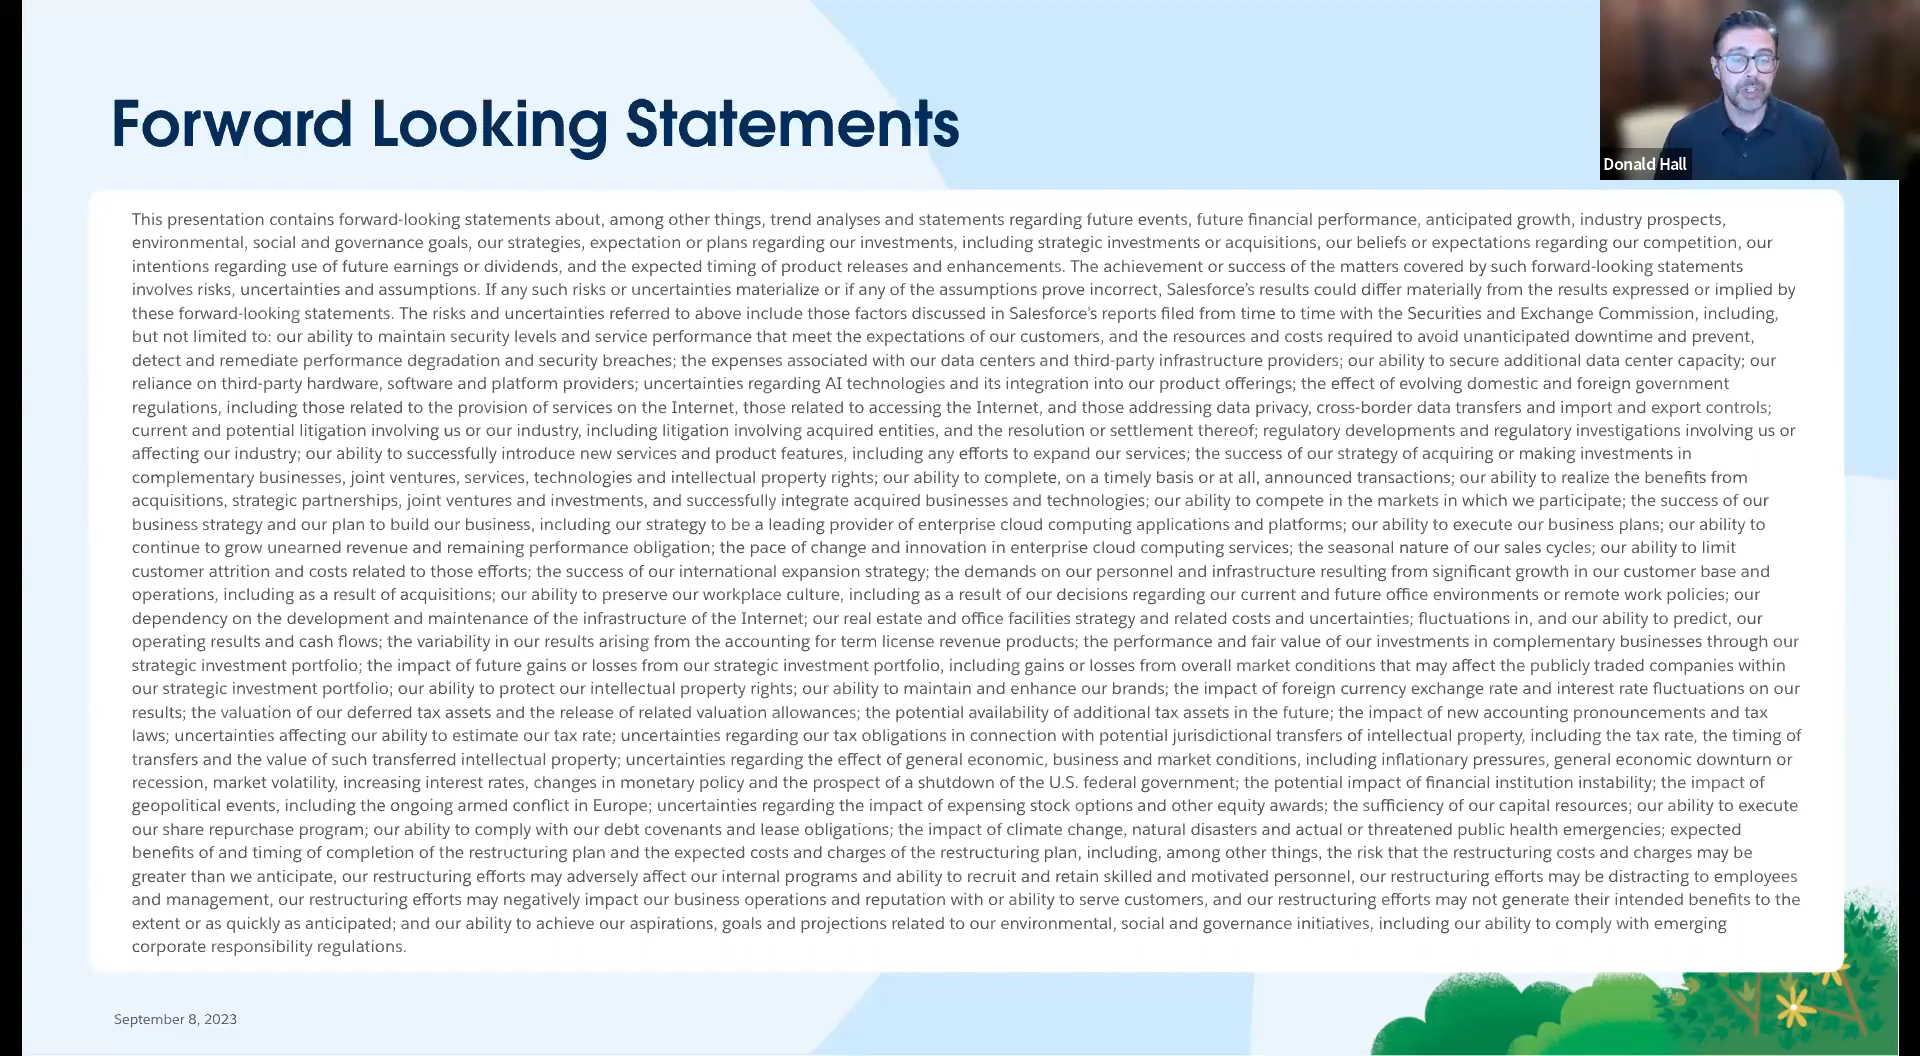 Forward Looking Statements
Donald Hall
This presentation contains forward-looking statements about, among other things, trend analyses and statements regarding future events, future financial performance, anticipated growth, industry prospects,
environmental, social and governance goals, our strategies, expectation or plans regarding our investments, including strategic investments or acquisitions, our beliefs or expectations regarding our competition, our
intentions regarding use of future earnings or dividends, and the expected timing of product releases and enhancements. The achievement or success of the matters covered by such forward-looking statements
involves risks, uncertainties and assumptions. If any such risks or uncertainties materialize or if any of the assumptions prove incorrect, Salesforce’s results could differ materially from the results expressed or implied by
these forward-looking statements. The risks and uncertainties referred to above include those factors discussed in Salesforce’s reports filed from time to time with the Securities and Exchange Commission, including,
but not limited to: our ability to maintain security levels and service performance that meet the expectations of our customers, and the resources and costs required to avoid unanticipated downtime and prevent,
detect and remediate performance degradation and security breaches; the expenses associated with our data centers and third-party infrastructure providers; our ability to secure additional data center capacity; our
reliance on third-party hardware, software and platform providers; uncertainties regarding AI technologies and its integration into our product offerings; the effect of evolving domestic and foreign government
regulations, including those related to the provision of services on the Internet, those related to accessing the Internet, and those addressing data privacy, cross-border data transfers and import and export controls;
current and potential litigation involving us or our industry, including litigation involving acquired entities, and the resolution or settlement thereof; regulatory developments and regulatory investigations involving us or
affecting our industry; our ability to successfully introduce new services and product features, including any efforts to expand our services; the success of our strategy of acquiring or making investments in
complementary businesses, joint ventures, services, technologies and intellectual property rights; our ability to complete, on a timely basis or at all, announced transactions; our ability to realize the benefits from
acquisitions, strategic partnerships, joint ventures and investments, and successfully integrate acquired businesses and technologies; our ability to compete in the markets in which we participate; the success of our
business strategy and our plan to build our business, including our strategy to be a leading provider of enterprise cloud computing applications and platforms; our ability to execute our business plans; our ability to
continue to grow unearned revenue and remaining performance obligation; the pace of change and innovation in enterprise cloud computing services; the seasonal nature of our sales cycles; our ability to limit
customer attrition and costs related to those efforts; the success of our international expansion strategy; the demands on our personnel and infrastructure resulting from significant growth in our customer base and
operations, including as a result of acquisitions; our ability to preserve our workplace culture, including as a result of our decisions regarding our current and future office environments or remote work policies; our
dependency on the development and maintenance of the infrastructure of the Internet; our real estate and office facilities strategy and related costs and uncertainties; fluctuations in, and our ability to predict, our
operating results and cash flows; the variability in our results arising from the accounting for term license revenue products; the performance and fair value of our investments in complementary businesses through our
strategic investment portfolio; the impact of future gains or losses from our strategic investment portfolio, including gains or losses from overall market conditions that may affect the publicly traded companies within
our strategic investment portfolio; our ability to protect our intellectual property rights; our ability to maintain and enhance our brands; the impact of foreign currency exchange rate and interest rate fluctuations on our
results; the valuation of our deferred tax assets and the release of related valuation allowances; the potential availability of additional tax assets in the future; the impact of new accounting pronouncements and tax
laws; uncertainties affecting our ability to estimate our tax rate; uncertainties regarding our tax obligations in connection with potential jurisdictional transfers of intellectual property, including the tax rate, the timing of
transfers and the value of such transferred intellectual property; uncertainties regarding the effect of general economic, business and market conditions, including inflationary pressures, general economic downturn or
recession, market volatility, increasing interest rates, changes in monetary policy and the prospect of a shutdown of the U.S. federal government; the potential impact of financial institution instability; the impact of
geopolitical events, including the ongoing armed conflict in Europe; uncertainties regarding the impact of expensing stock options and other equity awards; the sufficiency of our capital resources; our ability to execute
our share repurchase program; our ability to comply with our debt covenants and lease obligations; the impact of climate change, natural disasters and actual or threatened public health emergencies; expected
benefits of and timing of completion of the restructuring plan and the expected costs and charges of the restructuring plan, including, among other things, the risk that the restructuring costs and charges may be
greater than we anticipate, our restructuring efforts may adversely affect our internal programs and ability to recruit and retain skilled and motivated personnel, our restructuring efforts may be distracting to employees
and management, our restructuring efforts may negatively impact our business operations and reputation with or ability to serve customers, and our restructuring efforts may not generate their intended benefits to the
extent or as quickly as anticipated; and our ability to achieve our aspirations, goals and projections related to our environmental, social and governance initiatives, including our ability to comply with emerging
corporate responsibility regulations.
September 8, 2023